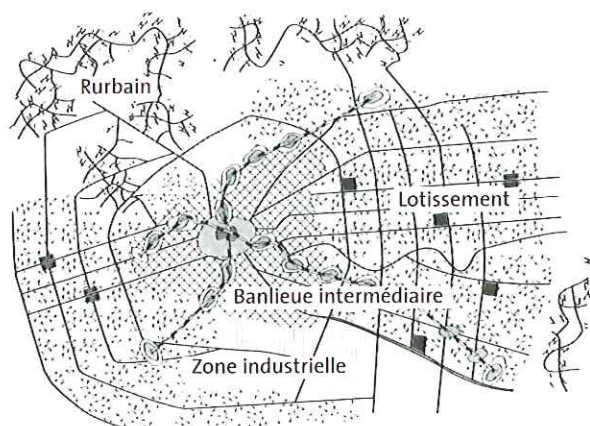 Rurbain
Lotissement
Banlieue intermédiaire
Zone industrielle